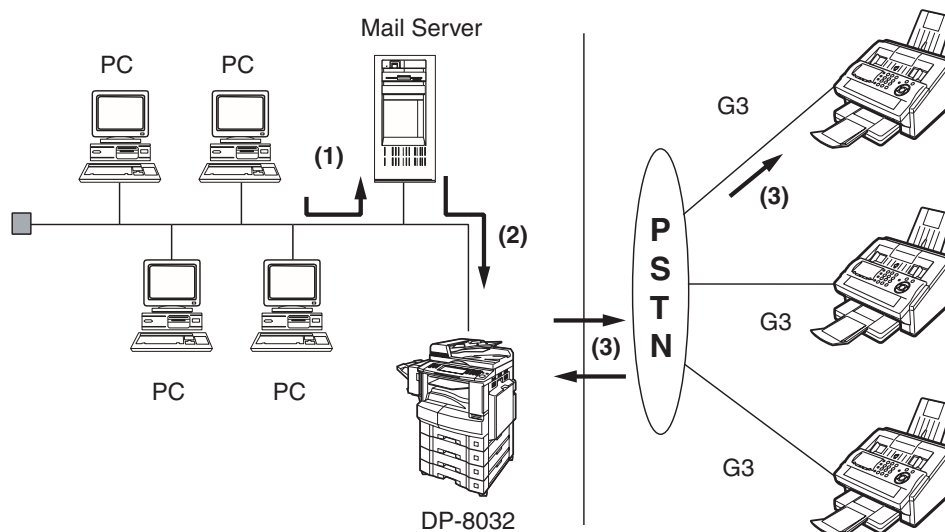 Mail Server
PC
PC
(1)
(2)
PC
PC
DP-8032
(3)
P
S
T
N
G3
(3)
G3
G3